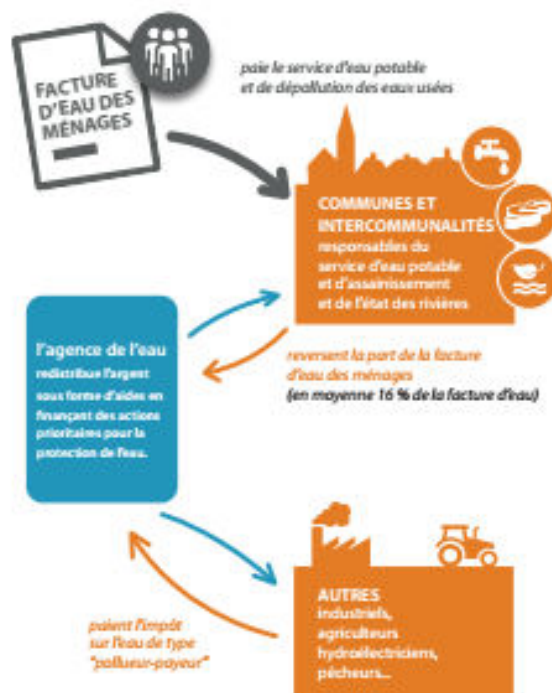 FACTURE
D'EAU DES
MÉNAGES
paie le service d'eau potable
et de dépollution des eaux usées
COMMUNES ET
INTERCOMMUNALITÉS
responsables du
service d'eau potable
et d'assainissement
et de l'état des rivières
l'agence de l'eau
redistribue l'argent
sous forme d'aides en
finançant des actions
prioritaires pour la
protection de l'eau.
reversent la part de la facture
d'eau des ménages
(en moyenne 16 % de la facture d'eau)
paient l'impôt
sur l'eau de type
"pollueur-payeur"
AUTRES
industriels,
agriculteurs
hydroélectriciens,
pêcheurs...